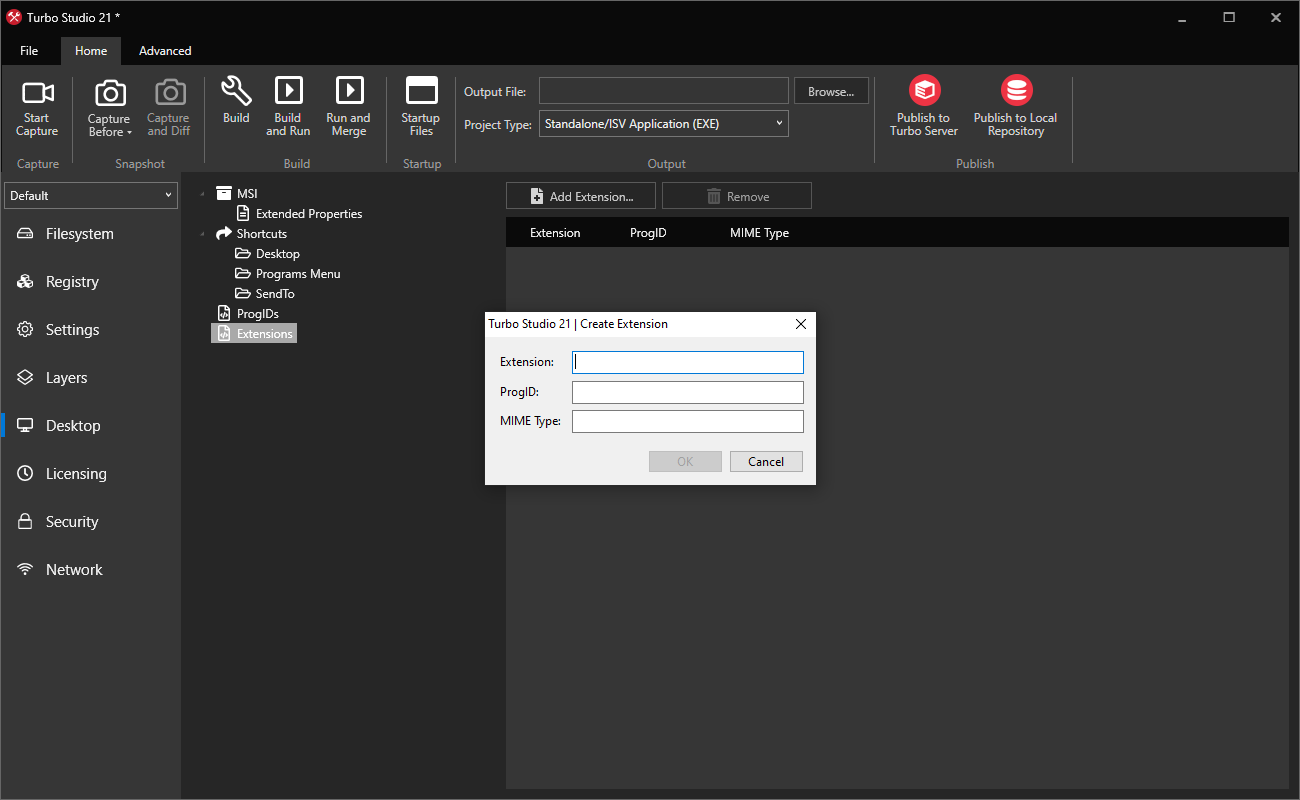 Turbo Studio 21 *
File Home Advanced
Start Capture
Capture Before
Capture and Diff
Build
Build and Run
Run and Merge
Startup Files
Output File:
Browse...
Project Type:
Standalone/ISV Application (EXE)
Publish to Turbo Server
Publish to Local Repository
Capture Snapshot Build Startup Output Publish
Default
Filesystem
Registry
Settings
Layers
Desktop
Licensing
Security
Network
MSI
Extended Properties
Shortcuts
Desktop
Programs Menu
SendTo
ProgIDs
Extensions
Add Extension... Remove
Extension ProgID MIME Type
Turbo Studio 21 | Create Extension
Extension:
ProgID:
MIME Type:
OK Cancel